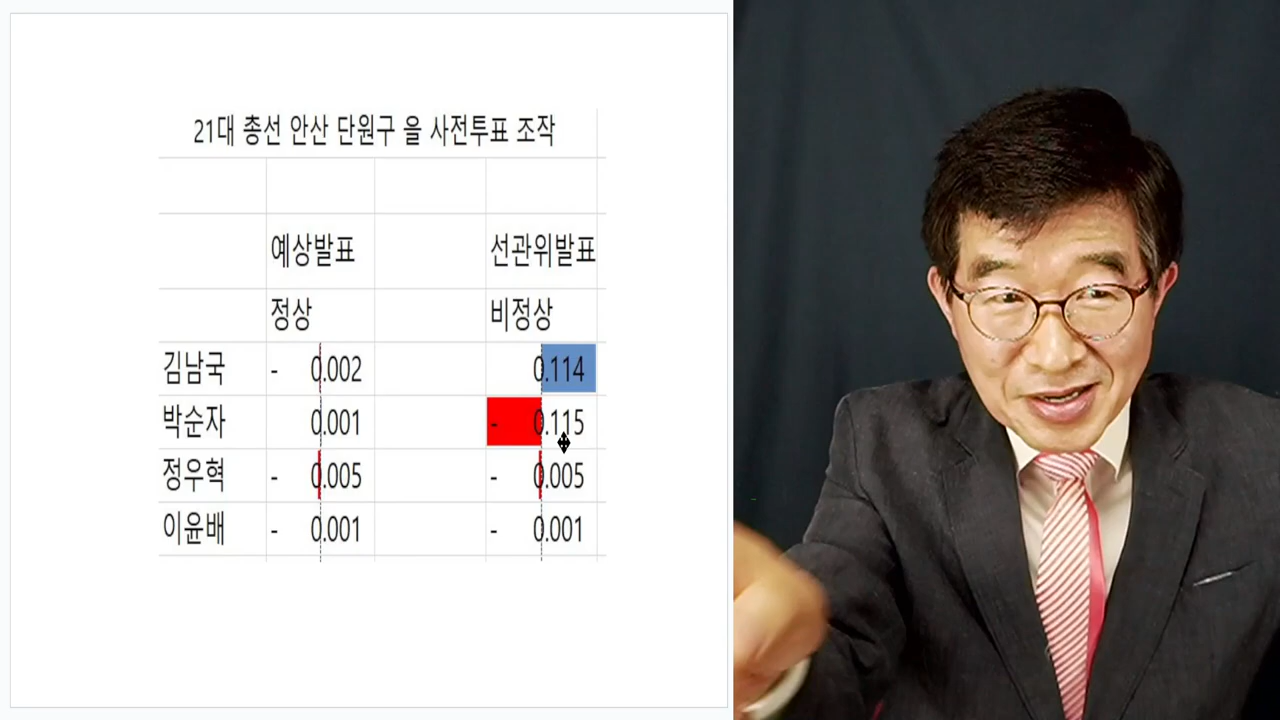 21대 총선 안산 단원구 을 사전투표 조작
예상발표 선관위발표
정상 비정상
김남국 - 0.002 0.114
박순자 0.001 - 0.115
정우혁 - 0.005 - 0.005
이윤배 - 0.001 - 0.001